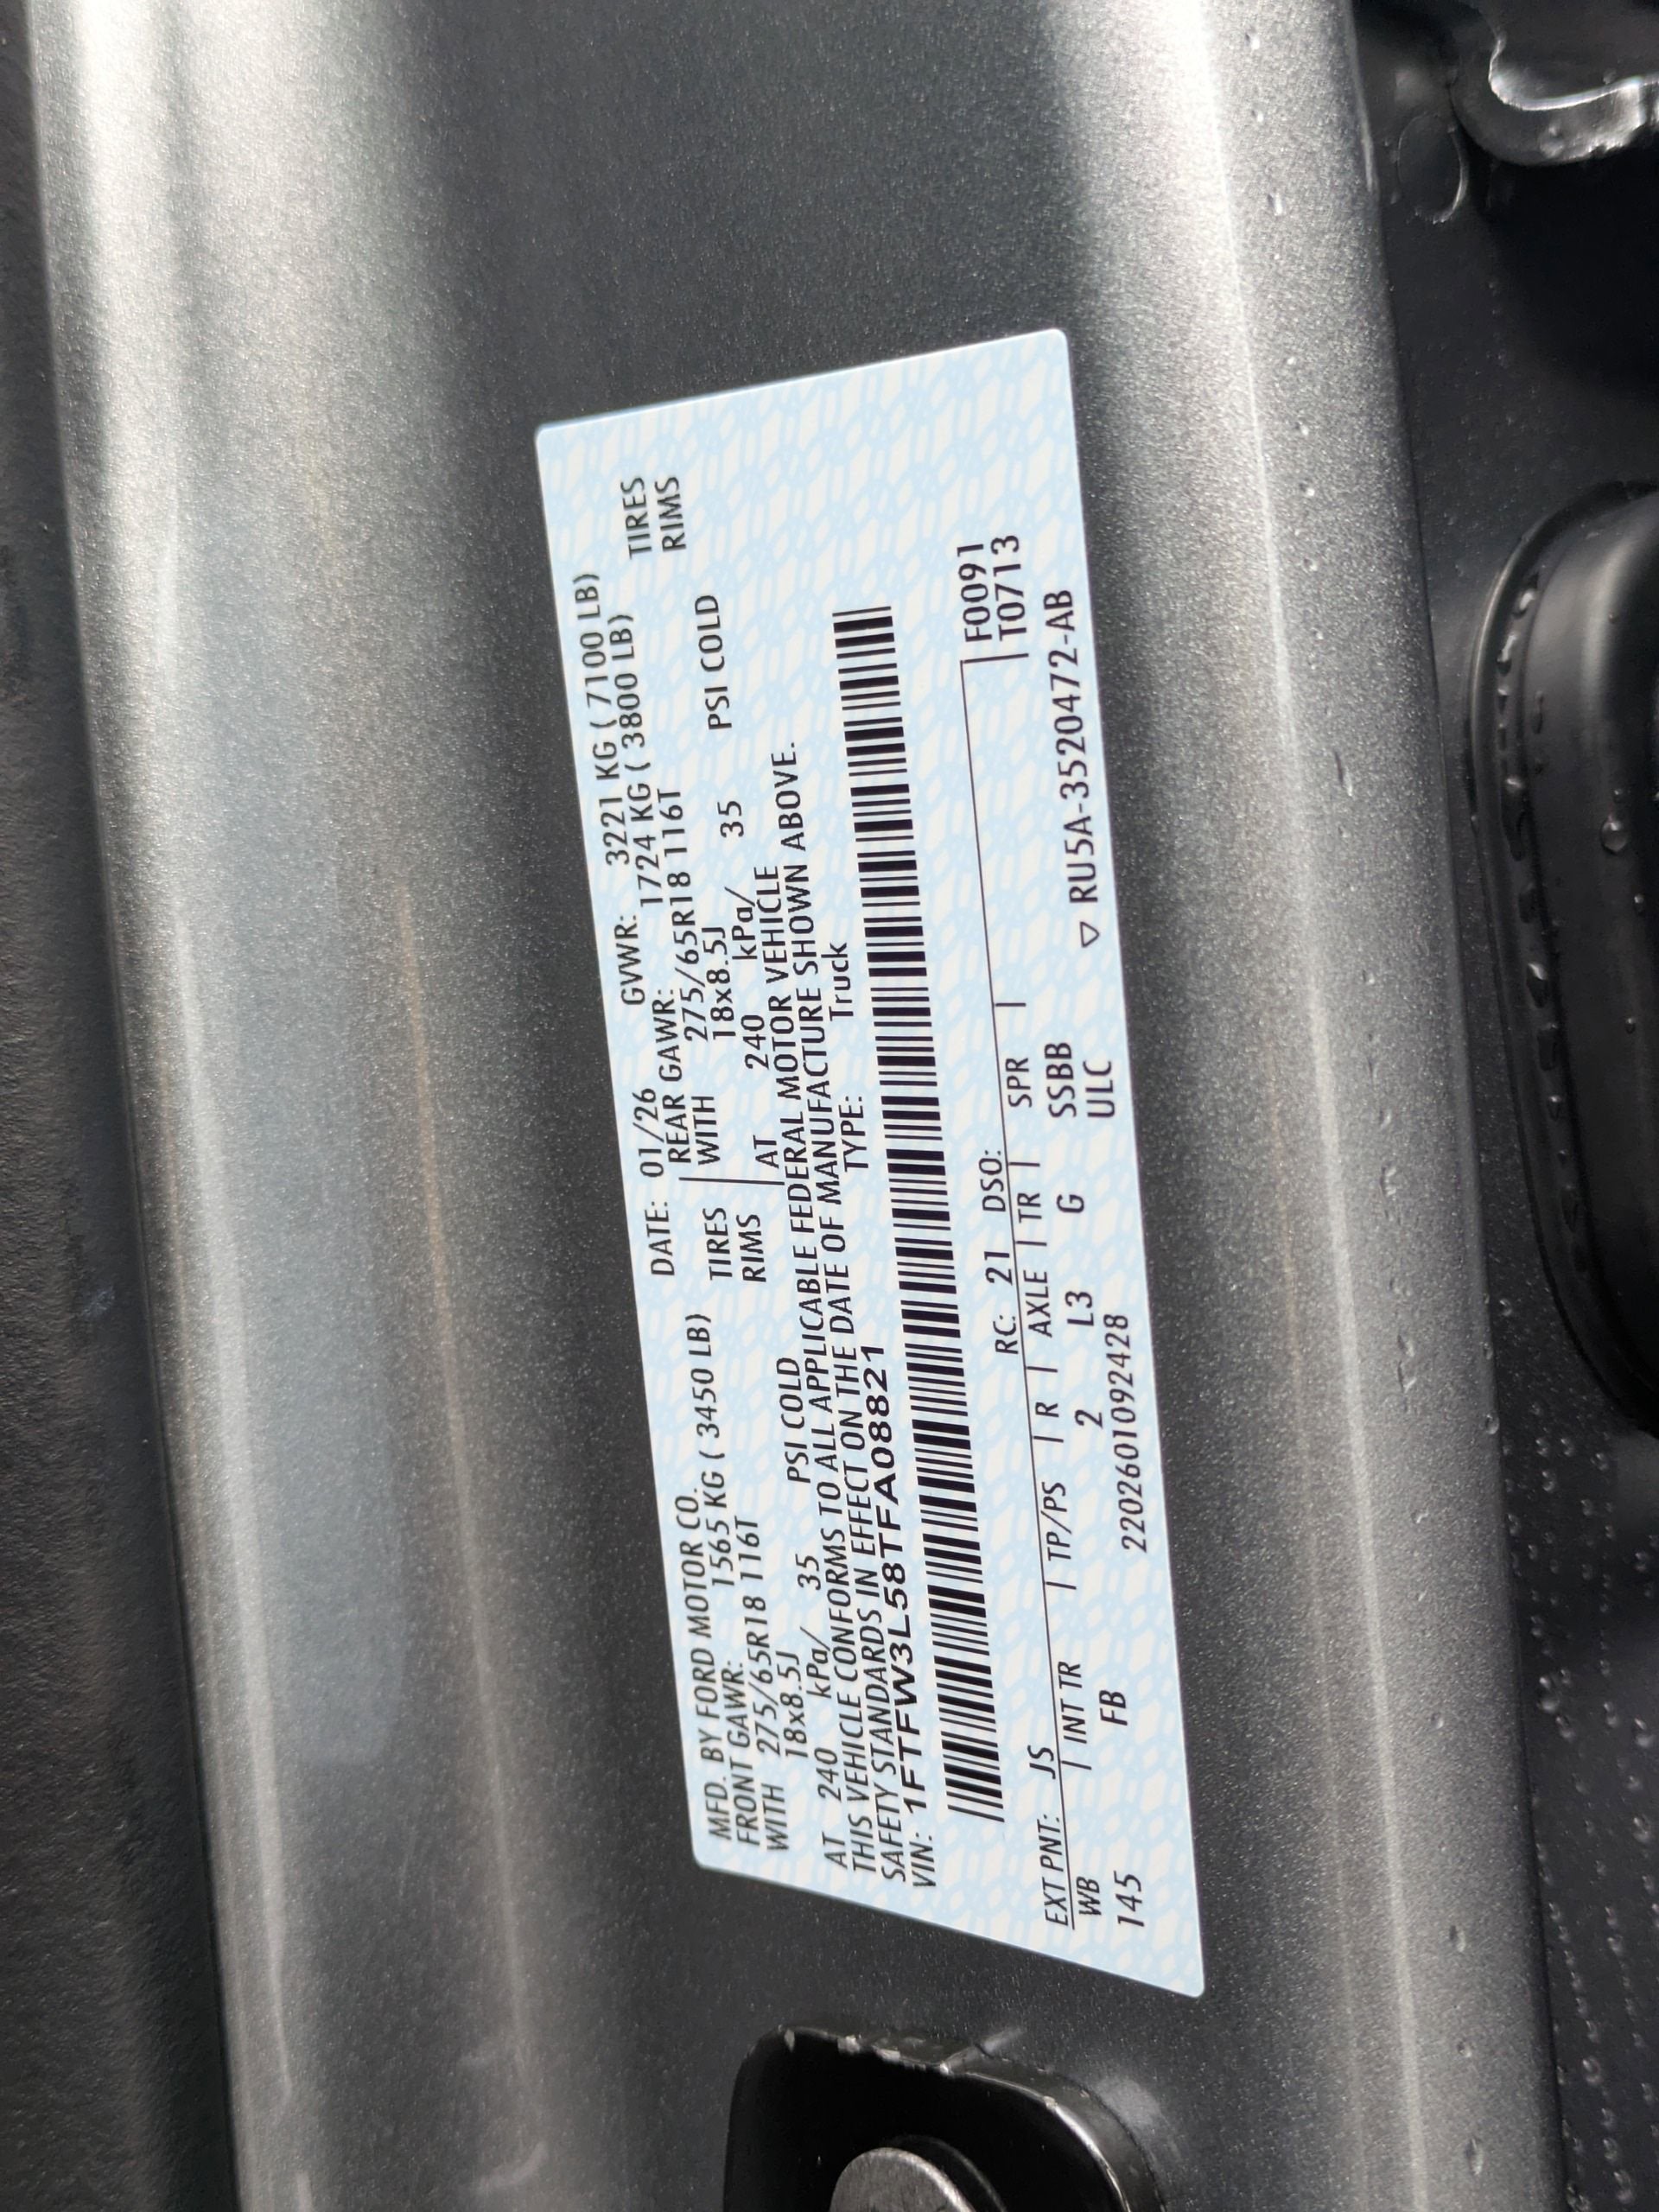 MFD. BY FORD MOTOR CO. DATE: 01/26 GVWR: 3221 KG ( 7100 LB)
FRONT GAWR: 1565 KG ( 3450 LB) REAR GAWR: 1724 KG ( 3800 LB)
WITH 275/65R18 116T TIRES WITH 275/65R18 116T TIRES
18x8.5J RIMS 18x8.5J RIMS
AT 240 kPa/ 35 PSI COLD AT 240 kPa/ 35 PSI COLD
THIS VEHICLE CONFORMS TO ALL APPLICABLE FEDERAL MOTOR VEHICLE
SAFETY STANDARDS IN EFFECT ON THE DATE OF MANUFACTURE SHOWN ABOVE.
VIN: 1FTFW3L58TFA08821 TYPE: Truck
EXT PNT: JS RC: 21 DSO: F0091
WB | INT TR | TP/PS | R | AXLE | TR | SPR | T0713
145 FB 2 L3 G SSBB
2202601092428 ULC ▽ RU5A-3520472-AB